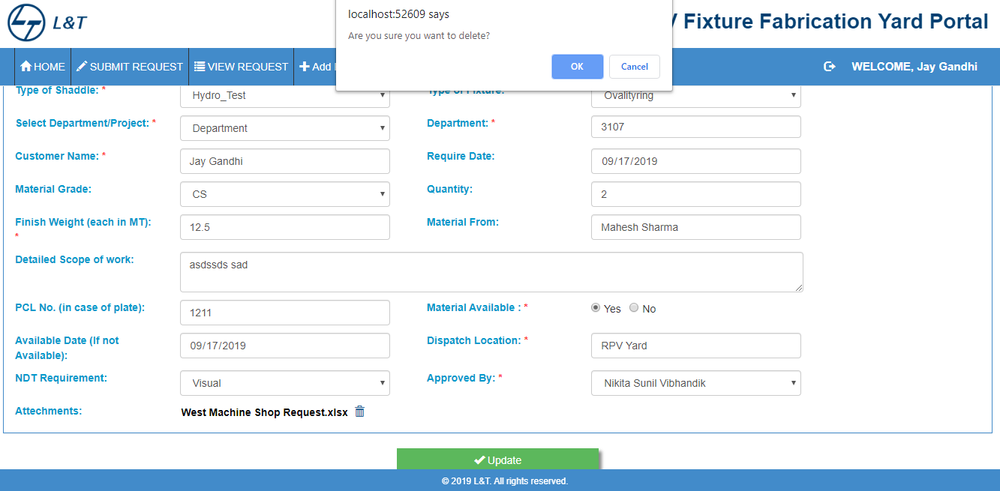 L&T
localhost:52609 says
Are you sure you want to delete?
OK
Cancel
Fixture Fabrication Yard Portal
HOME
SUBMIT REQUEST
VIEW REQUEST
Add
WELCOME, Jay Gandhi
Type of Shaddle: *
Hydro_Test
Type of Fixture:
Ovalityring
Select Department/Project: *
Department
Department: *
3107
Customer Name: *
Jay Gandhi
Require Date:
09/17/2019
Material Grade:
CS
Quantity:
2
Finish Weight (each in MT):
*
12.5
Material From:
Mahesh Sharma
Detailed Scope of work:
asdssds sad
PCL No. (in case of plate):
1211
Material Available : *
Yes
No
Available Date (If not
Available):
09/17/2019
Dispatch Location: *
RPV Yard
NDT Requirement:
Visual
Approved By: *
Nikita Sunil Vibhandik
Attechments:
West Machine Shop Request.xlsx
Update
© 2019 L&T. All rights reserved.